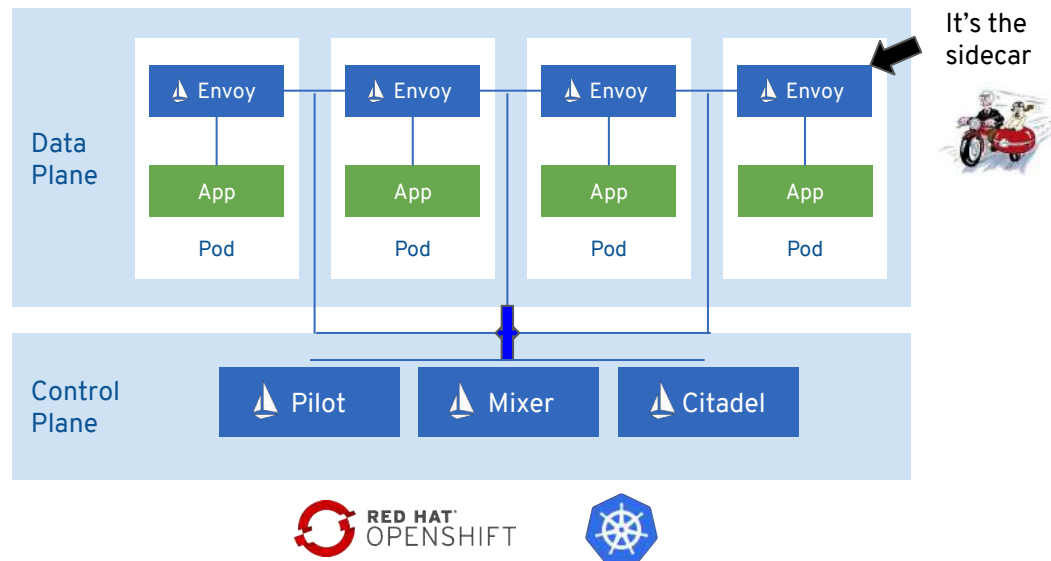 It's the
sidecar
Envoy Envoy Envoy Envoy
Data
Plane
App App App App
Pod Pod Pod Pod
Control
Plane
Pilot Mixer Citadel
RED HAT
OPENSHIFT